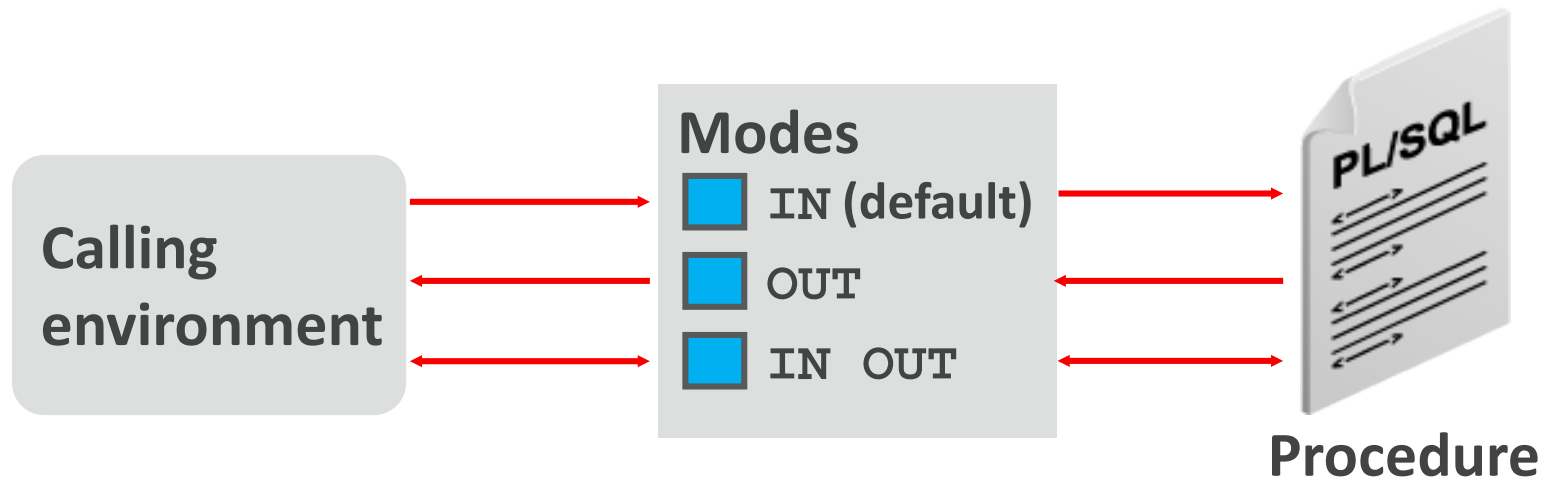 Calling
environment
Modes
IN (default)
OUT
IN OUT
PL/SQL
Procedure